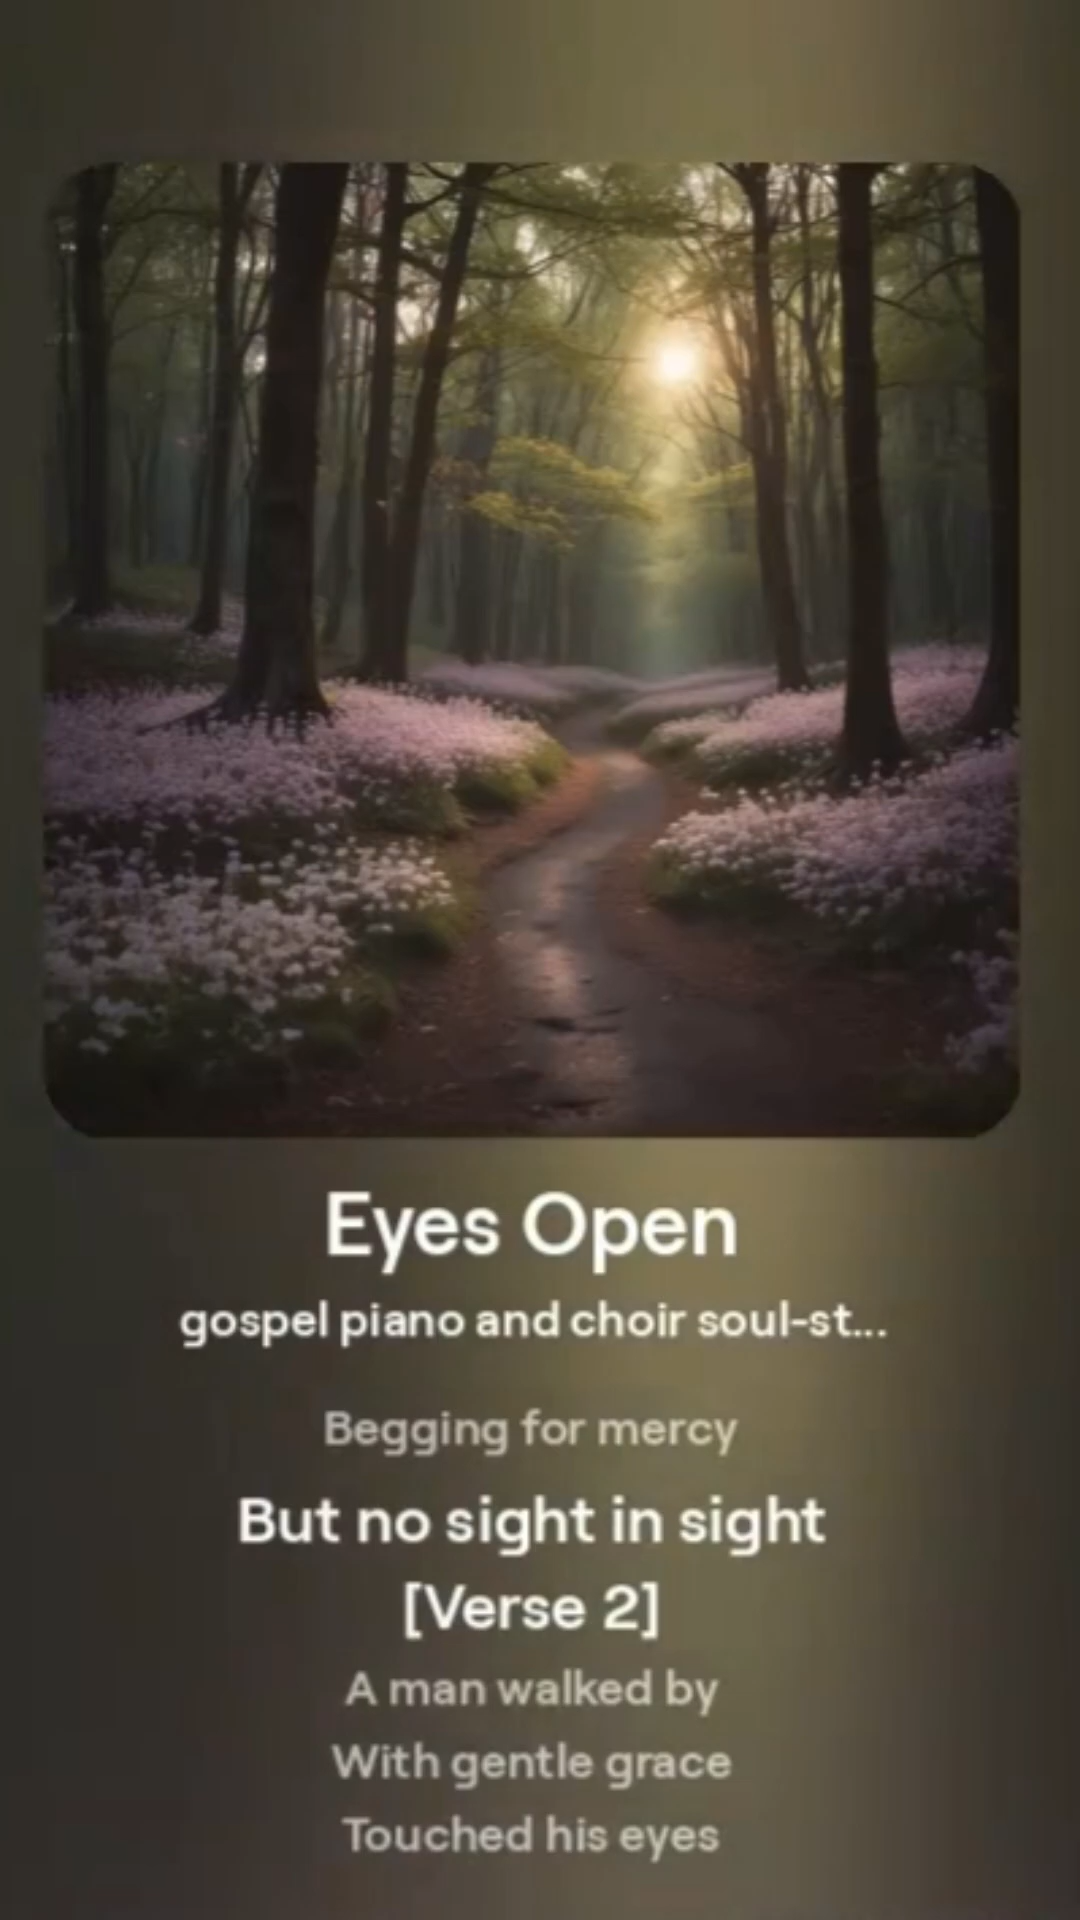 Eyes Open
gospel piano and choir soul-st...
Begging for mercy
But no sight in sight
[Verse 2]
A man walked by
With gentle grace
Touched his eyes